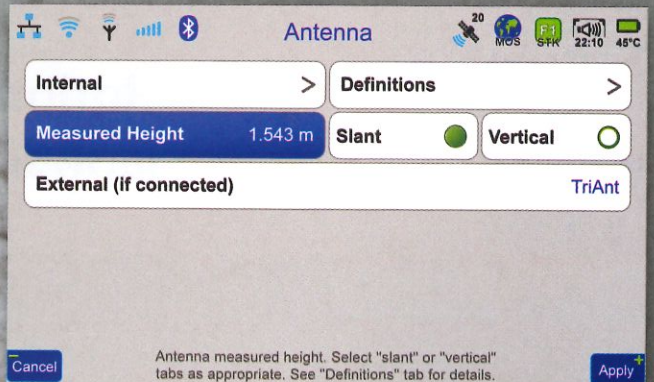 Antenna
20
MOS
F1
STK
22:10
45°C
Internal >
Definitions >
Measured Height 1.543 m
Slant
Vertical
External (if connected) TriAnt
Cancel
Antenna measured height. Select "slant" or "vertical"
tabs as appropriate. See "Definitions" tab for details.
Apply